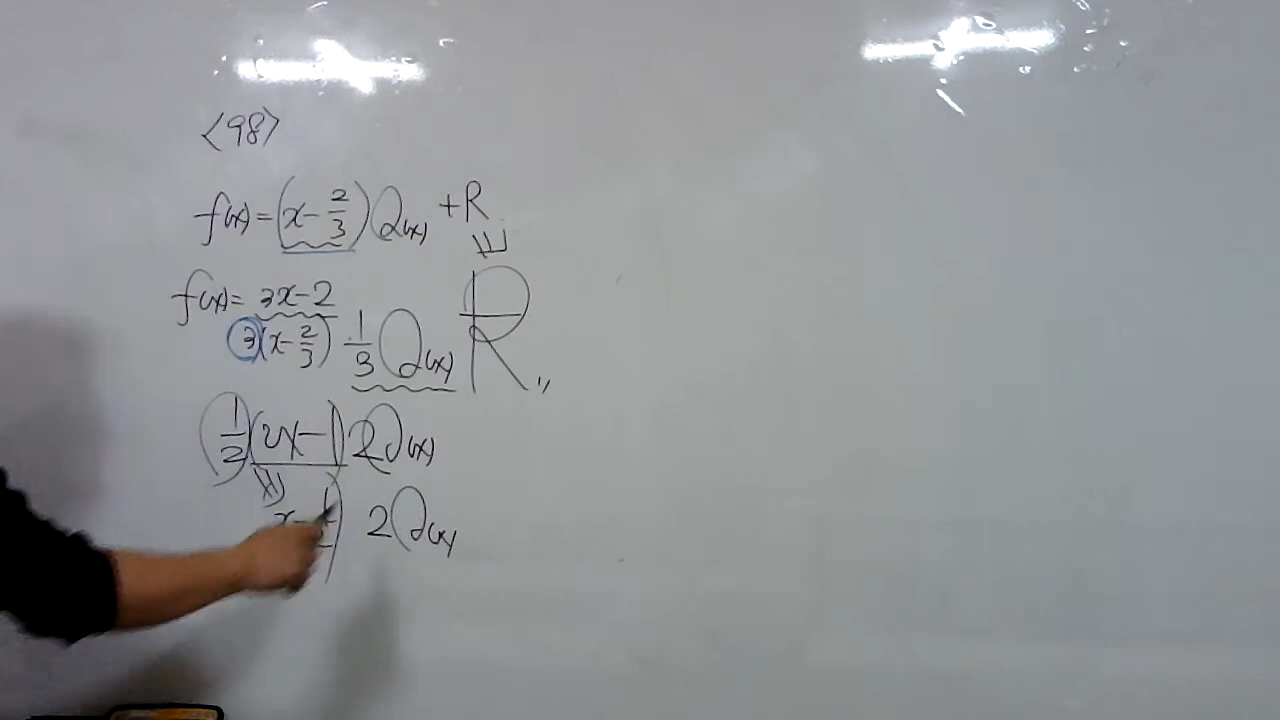 <98>
f(x)=(x-2/3)Q(x)+R
f(x)=3x-2
3(x-2/3) 1/3 Q(x) R
(1/2)(2x-1) 2Q(x)
x- 2Q(x)